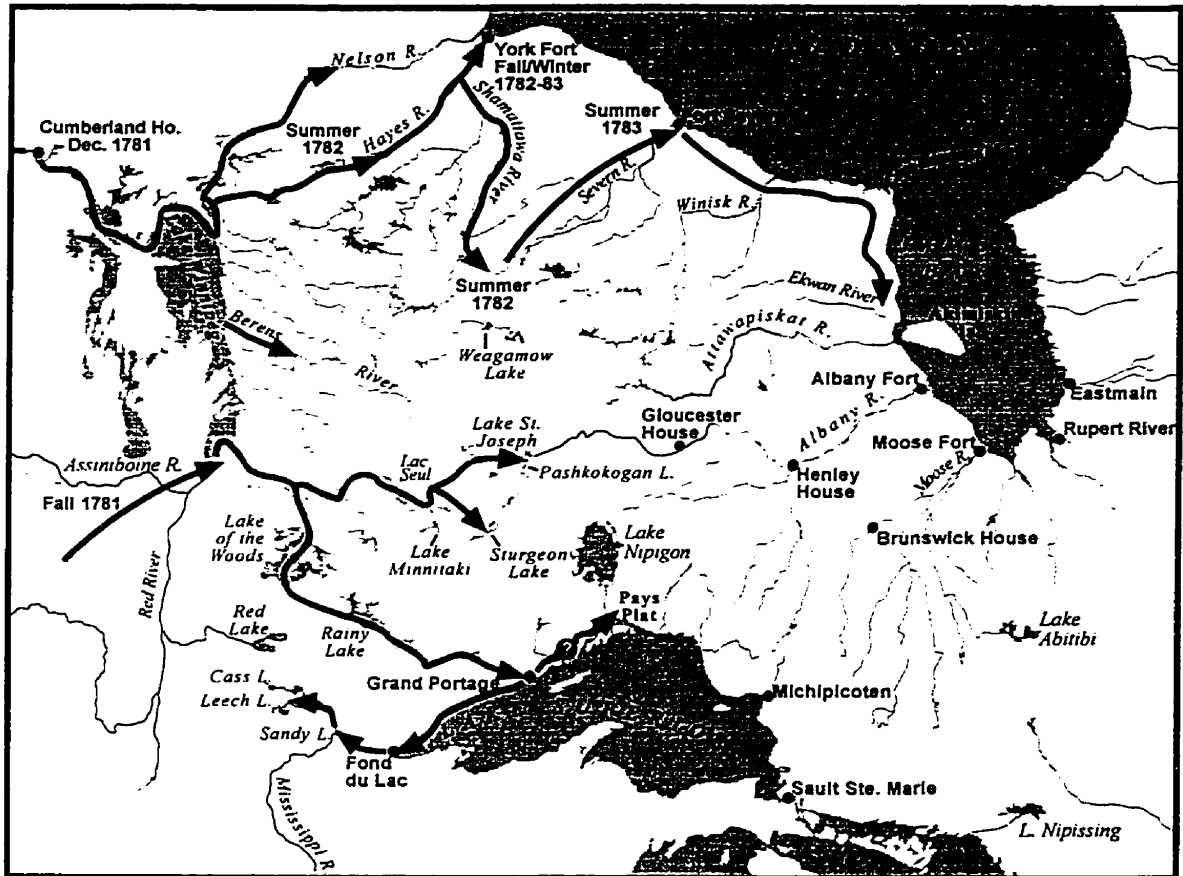 Nelson R.
York Fort
Fall/Winter
1782-83
Cumberland Ho.
Dec. 1781
Summer
1782
Hayes R.
Shamattawa River
Summer
1783
Severn R.
Winisk R.
Summer
1782
Ekwan River
Berens
River
Weagamow
Lake
Attawapiskat R.
Albany Fort
Eastmain
Gloucester
House
Albany R.
Lake St.
Joseph
Rupert River
Moose Fort
Assiniboine R.
Lac
Seul
Pashkokogan L.
Henley
House
Moose R.
Fall 1781
Lake
of the
Woods
Lake
Minnitaki
Sturgeon
Lake
Lake
Nipigon
Brunswick House
Red River
Red
Lake
Rainy
Lake
Pays
Plat
?
Lake
Abitibi
Cass L.
Grand Portage
Leech L.
Michipicoten
Sandy L.
Fond
du Lac
Mississippi R
Sault Ste. Marie
L. Nipissing